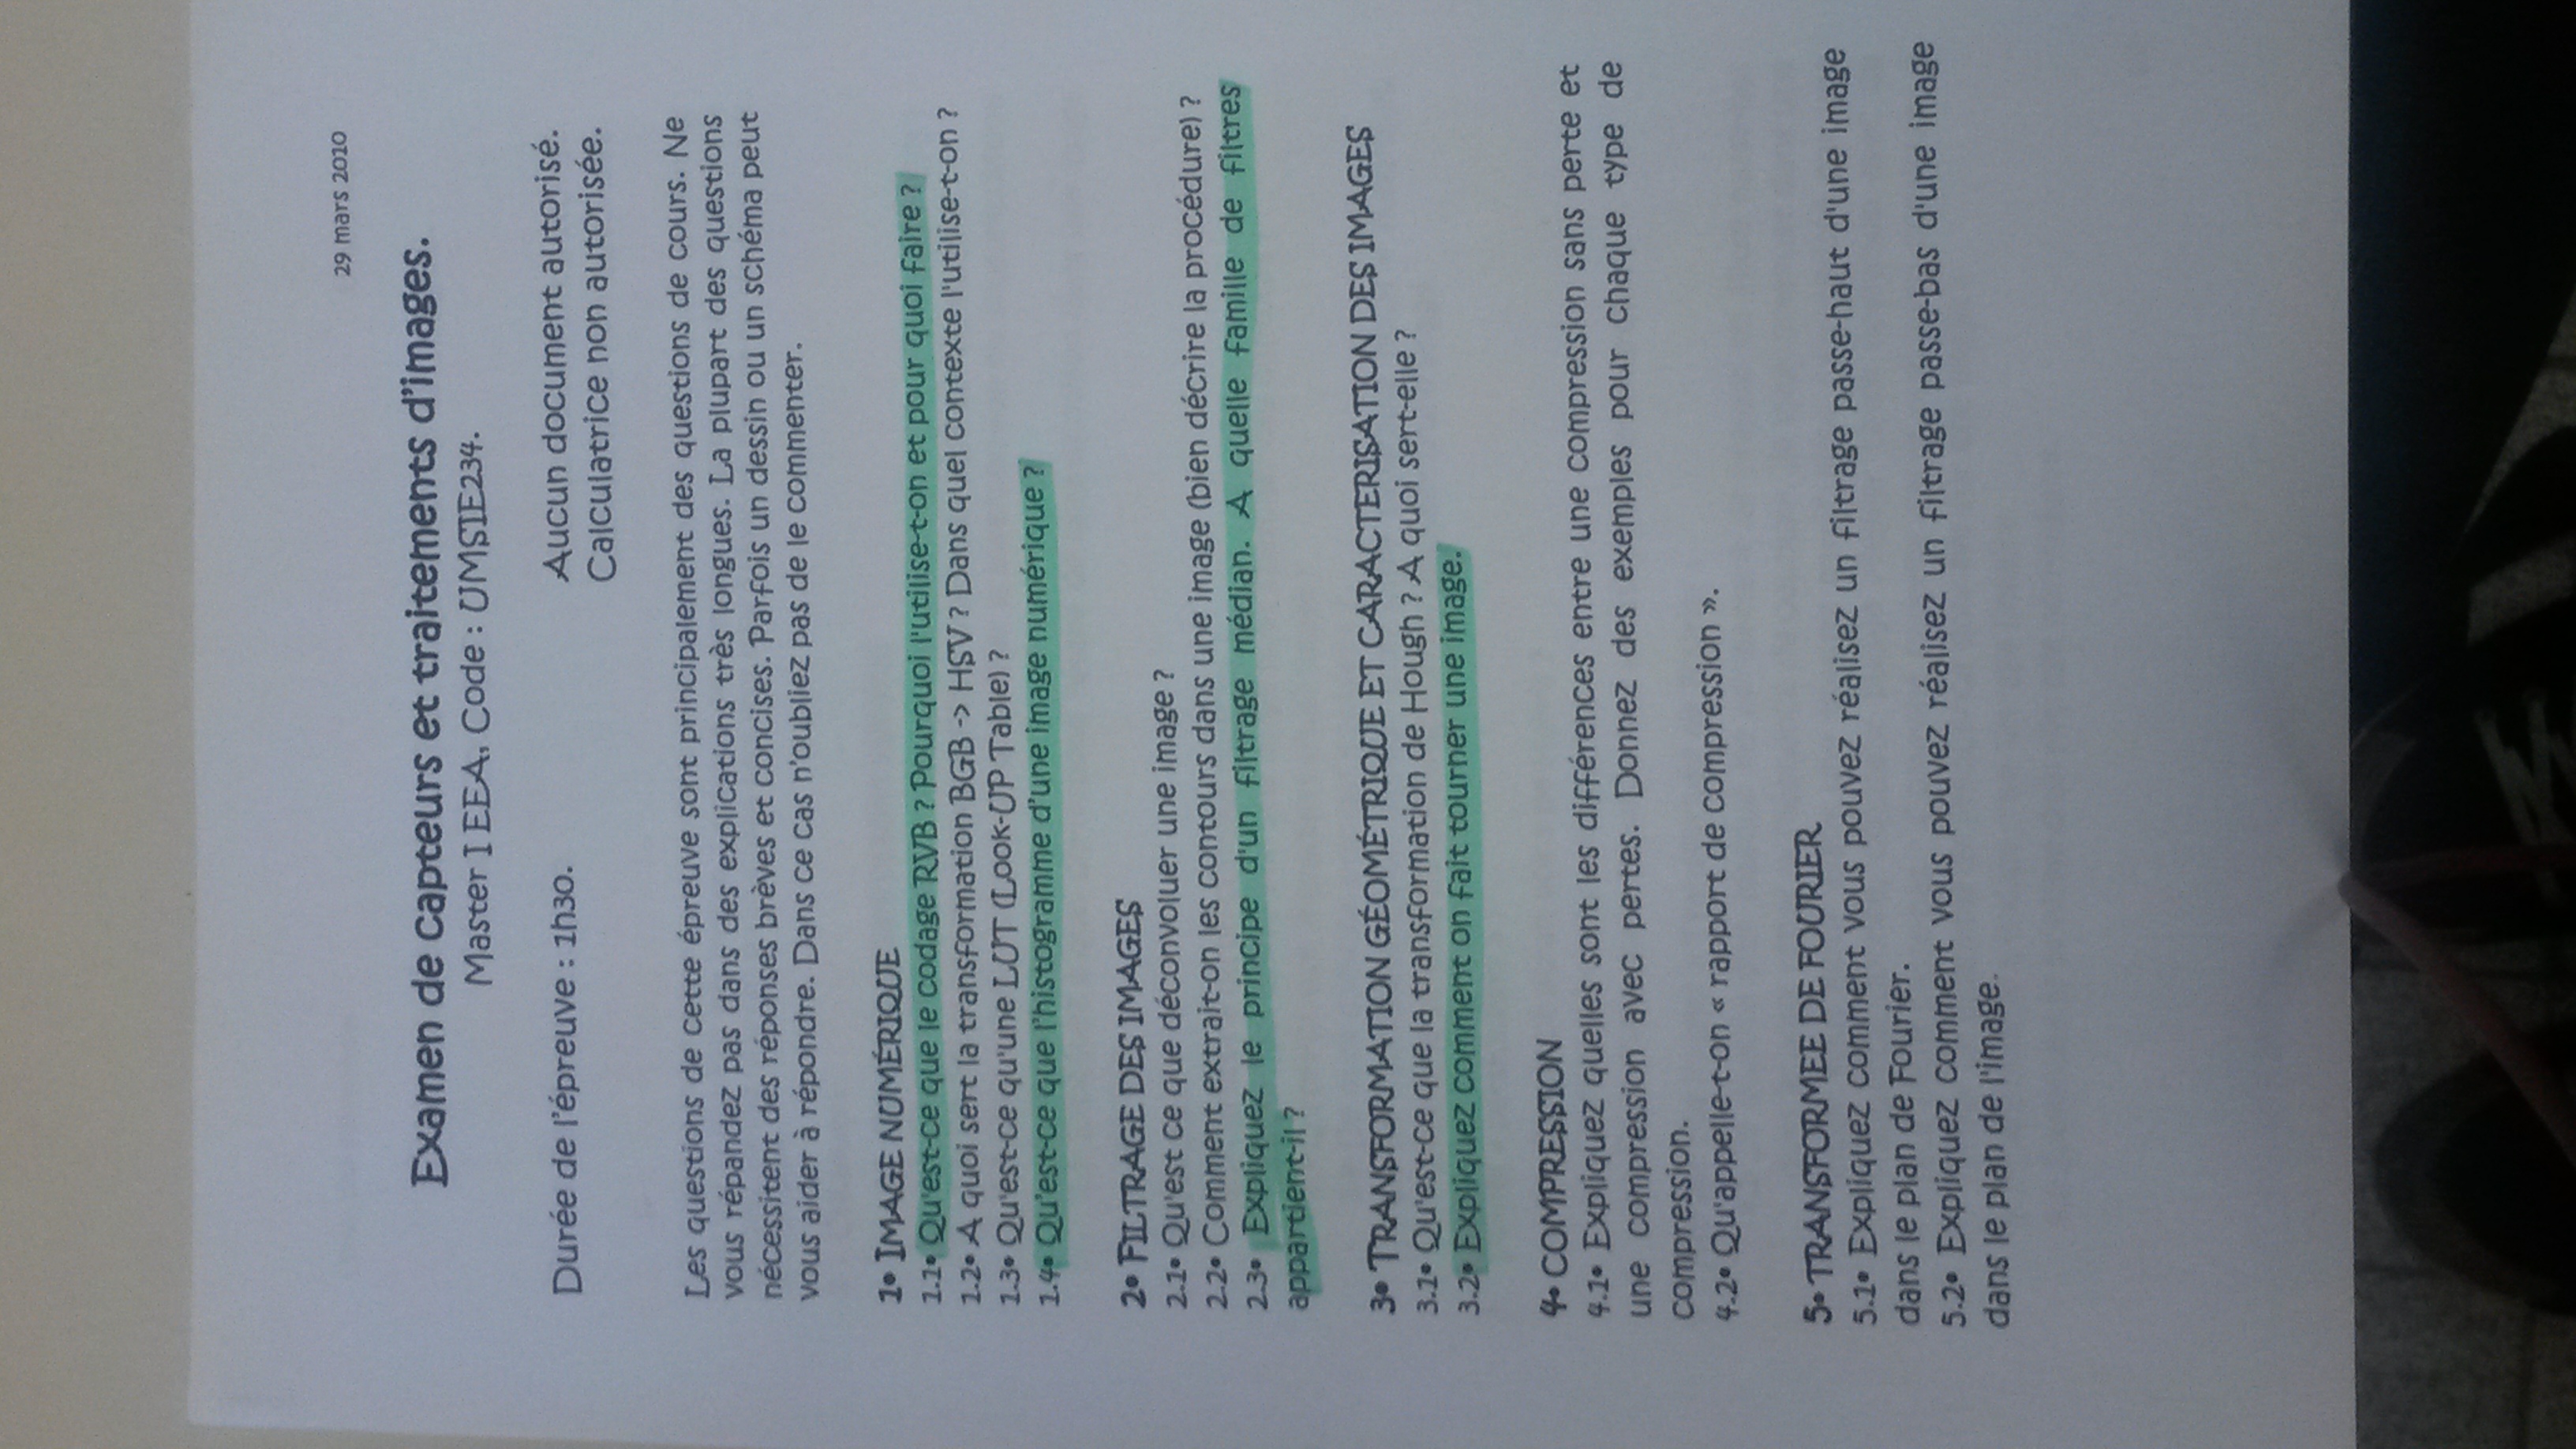 29 mars 2010
Examen de capteurs et traitements d'images.
Master I EEA, Code : UMSIE234.
Durée de l'épreuve : 1h30.
Aucun document autorisé.
Calculatrice non autorisée.
Les questions de cette épreuve sont principalement des questions de cours. Ne
vous répandez pas dans des explications très longues. La plupart des questions
nécessitent des réponses brèves et concises. Parfois un dessin ou un schéma peut
vous aider à répondre. Dans ce cas n'oubliez pas de le commenter.
1• IMAGE NUMÉRIQUE
1.1• Qu'est-ce que le codage RVB ? Pourquoi l'utilise-t-on et pour quoi faire ?
1.2• A quoi sert la transformation BGB -> HSV ? Dans quel contexte l'utilise-t-on ?
1.3• Qu'est-ce qu'une LUT (Look-UP Table) ?
1.4• Qu'est-ce que l'histogramme d'une image numérique ?
2• FILTRAGE DES IMAGES
2.1• Qu'est ce que déconvoluer une image ?
2.2• Comment extrait-on les contours dans une image (bien décrire la procédure) ?
2.3• Expliquez le principe d'un filtrage médian. A quelle famille de filtres
appartient-il ?
3• TRANSFORMATION GÉOMÉTRIQUE ET CARACTERISATION DES IMAGES
3.1• Qu'est-ce que la transformation de Hough ? A quoi sert-elle ?
3.2• Expliquez comment on fait tourner une image.
4• COMPRESSION
4.1• Expliquez quelles sont les différences entre une compression sans perte et
une compression avec pertes. Donnez des exemples pour chaque type de
compression.
4.2• Qu'appelle-t-on « rapport de compression ».
5• TRANSFORMEE DE FOURIER
5.1• Expliquez comment vous pouvez réalisez un filtrage passe-haut d'une image
dans le plan de Fourier.
5.2• Expliquez comment vous pouvez réalisez un filtrage passe-bas d'une image
dans le plan de l'image.